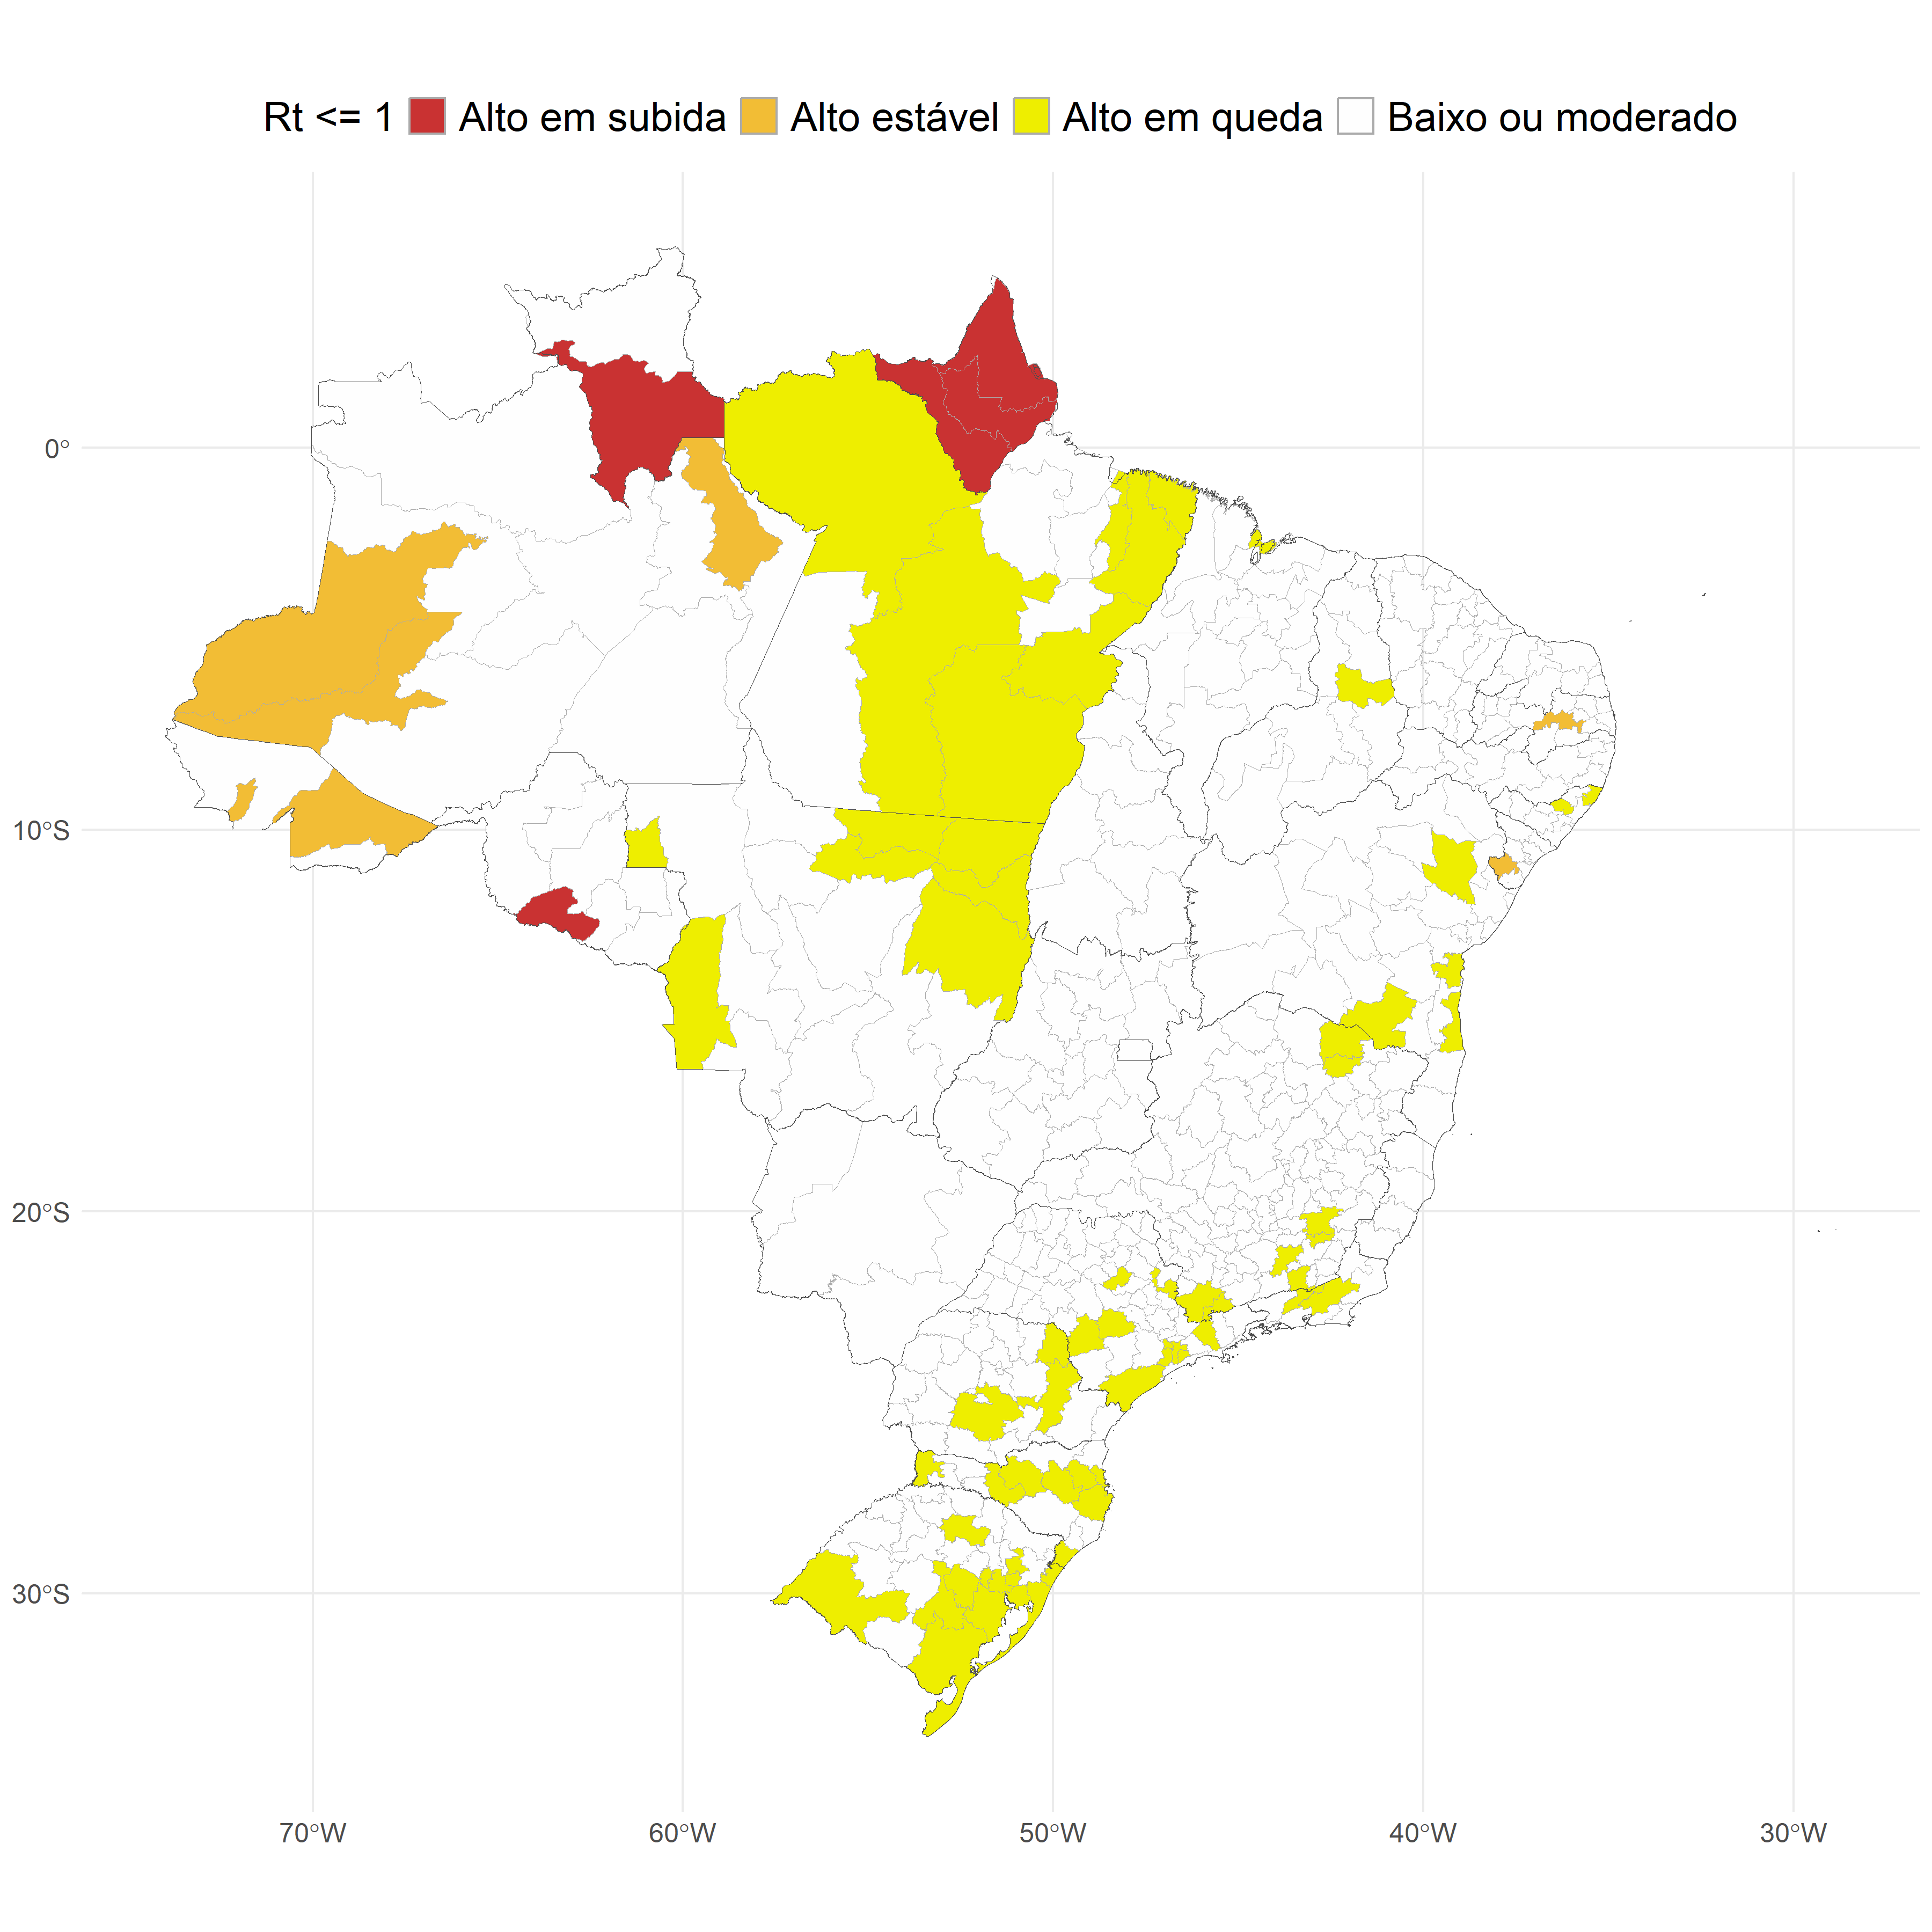 Rt <= 1 Alto em subida Alto estável Alto em queda Baixo ou moderado
0°
10°S
20°S
30°S
70°W 60°W 50°W 40°W 30°W